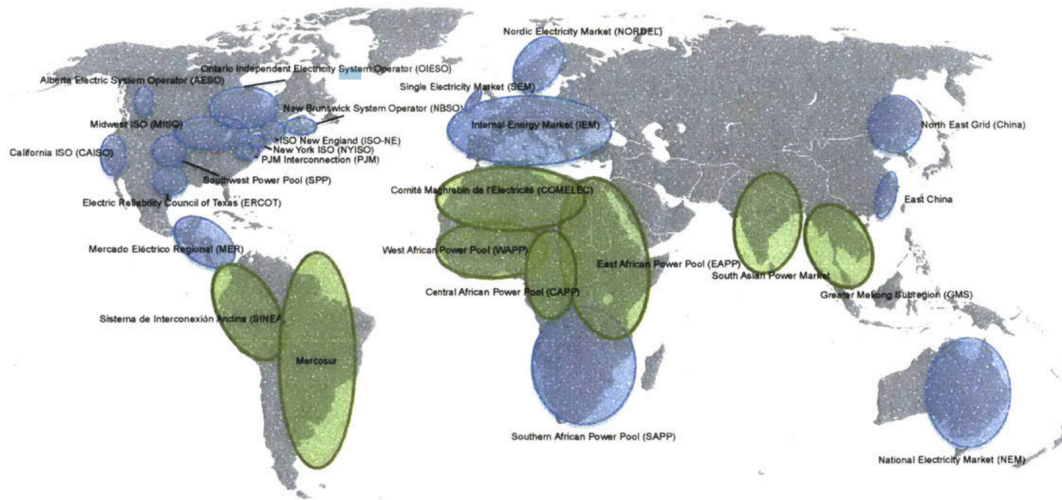 Nordic Electricity Market (NORDEL)
Ontario Independent Electricity System Operator (OIESO)
Alberta Electric System Operator (AESO)
Single Electricity Market (SEM)
New Brunswick System Operator (NBSO)
Midwest ISO (MISO)
Internal Energy Market (IEM)
North East Grid (China)
ISO New England (ISO-NE)
New York ISO (NYISO)
California ISO (CAISO)
PJM Interconnection (PJM)
Southwest Power Pool (SPP)
Comité Maghrebin de l'Electricité (COMELEC)
Electric Reliability Council of Texas (ERCOT)
East China
Mercado Eléctrico Regional (MER)
West African Power Pool (WAPP)
East African Power Pool (EAPP)
South Asian Power Market
Central African Power Pool (CAPP)
Greater Mekong Subregion (GMS)
Sistema de Interconexión Andina (SINEA
Mercosur
Southern African Power Pool (SAPP)
National Electricity Market (NEM)